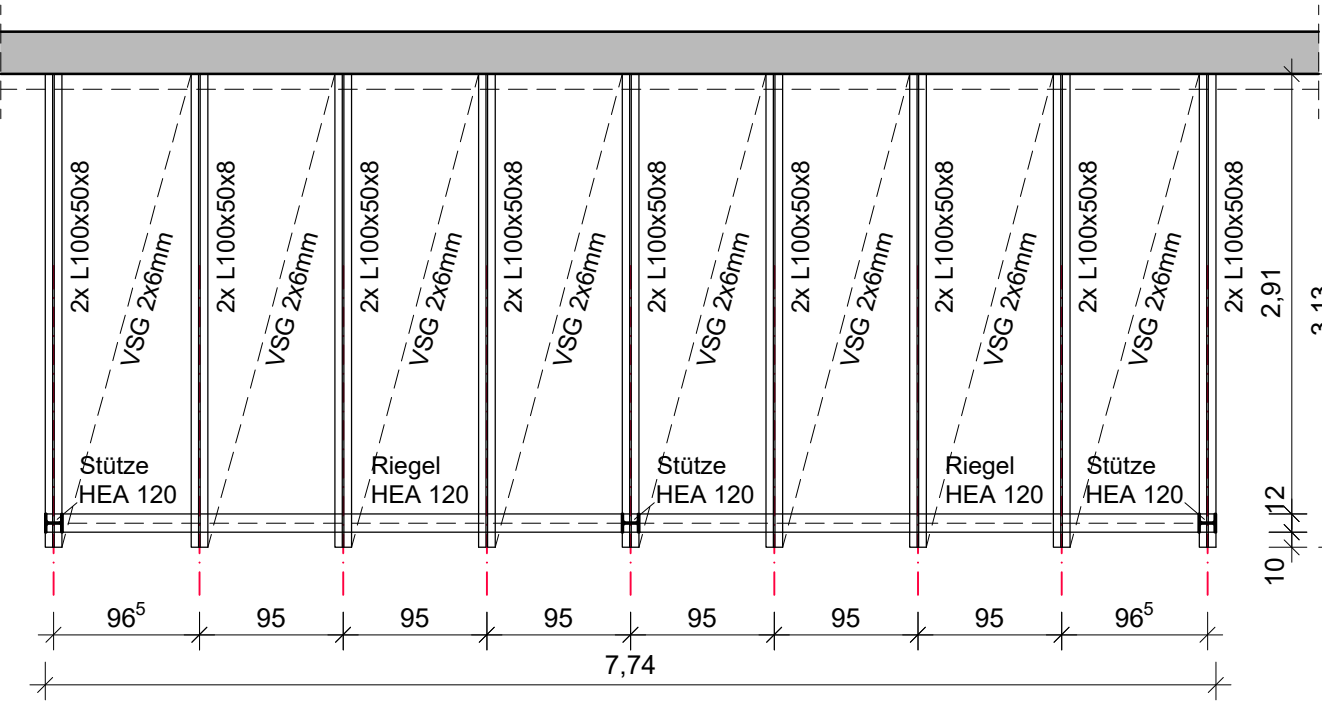 2x L100x50x8
2x L100x50x8
2x L100x50x8
2x L100x50x8
2x L100x50x8
2x L100x50x8
2x L100x50x8
2x L100x50x8
2x L100x50x8
VSG 2x6mm
VSG 2x6mm
VSG 2x6mm
VSG 2x6mm
VSG 2x6mm
VSG 2x6mm
VSG 2x6mm
VSG 2x6mm
2,91
Stütze
HEA 120
Riegel
HEA 120
Stütze
HEA 120
Riegel
HEA 120
Stütze
HEA 120
12
10
96⁵
95
95
95
95
95
95
96⁵
7,74